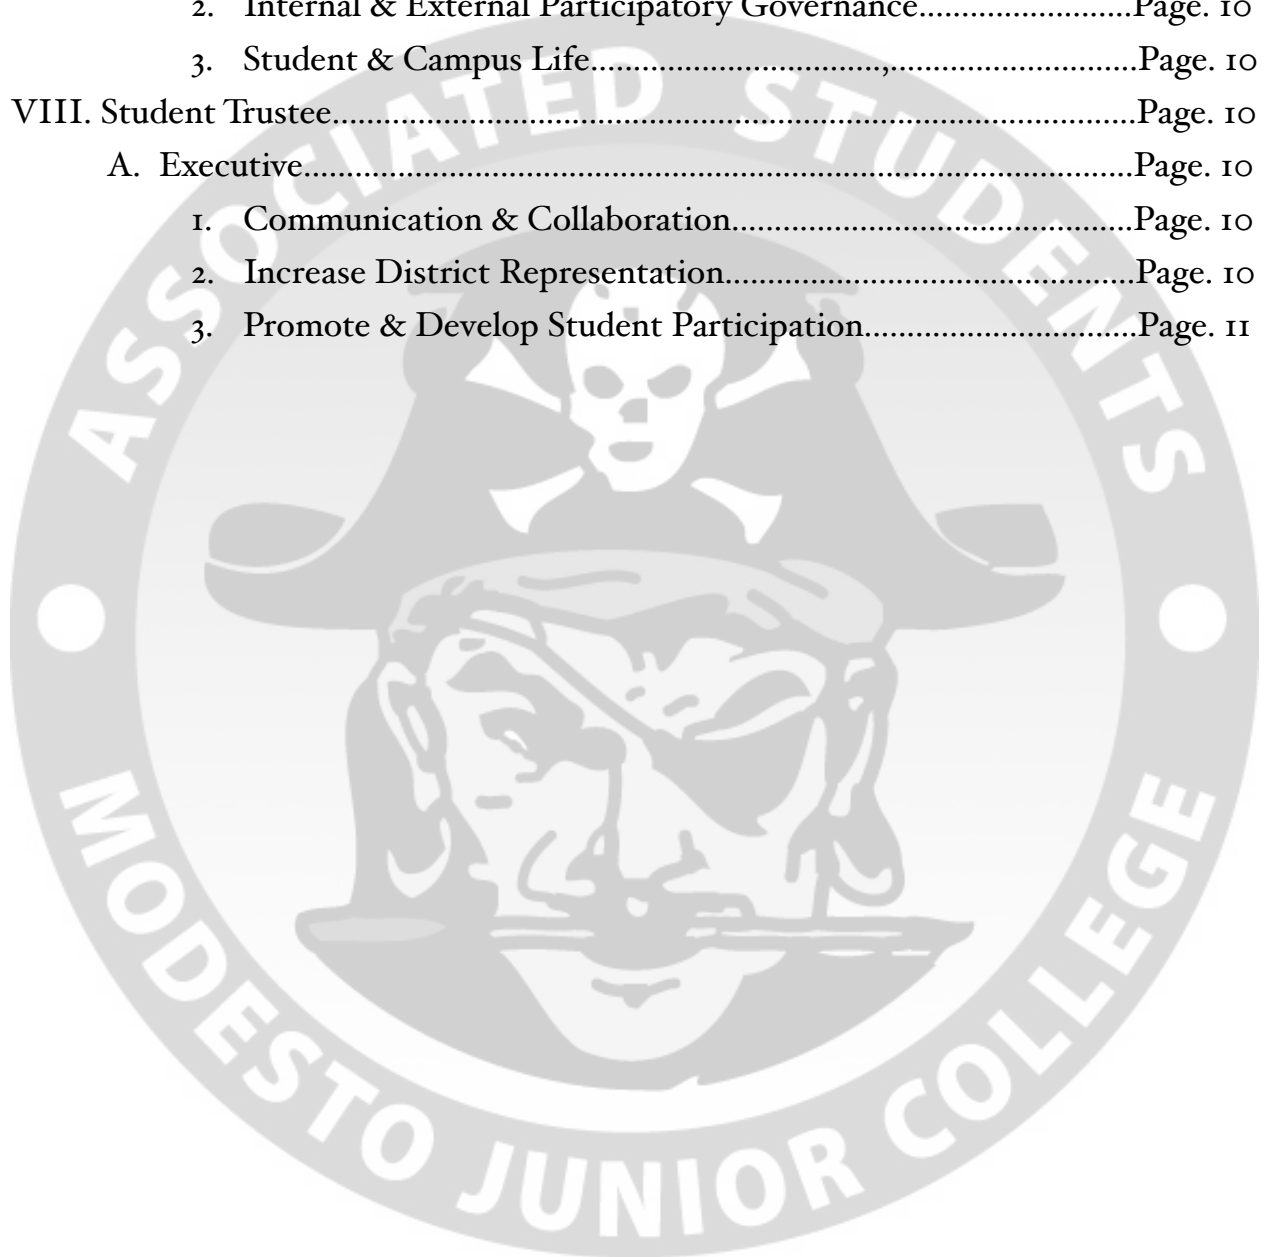 2. Internal & External Participatory Governance.........................Page. 10
3. Student & Campus Life.................................,............................Page. 10
VIII. Student Trustee............................................................................................Page. 10
A. Executive...............................................................................................Page. 10
1. Communication & Collaboration..............................................Page. 10
2. Increase District Representation...............................................Page. 10
3. Promote & Develop Student Participation...............................Page. 11
ASSOCIATED STUDENTS
MODESTO JUNIOR COLLEGE